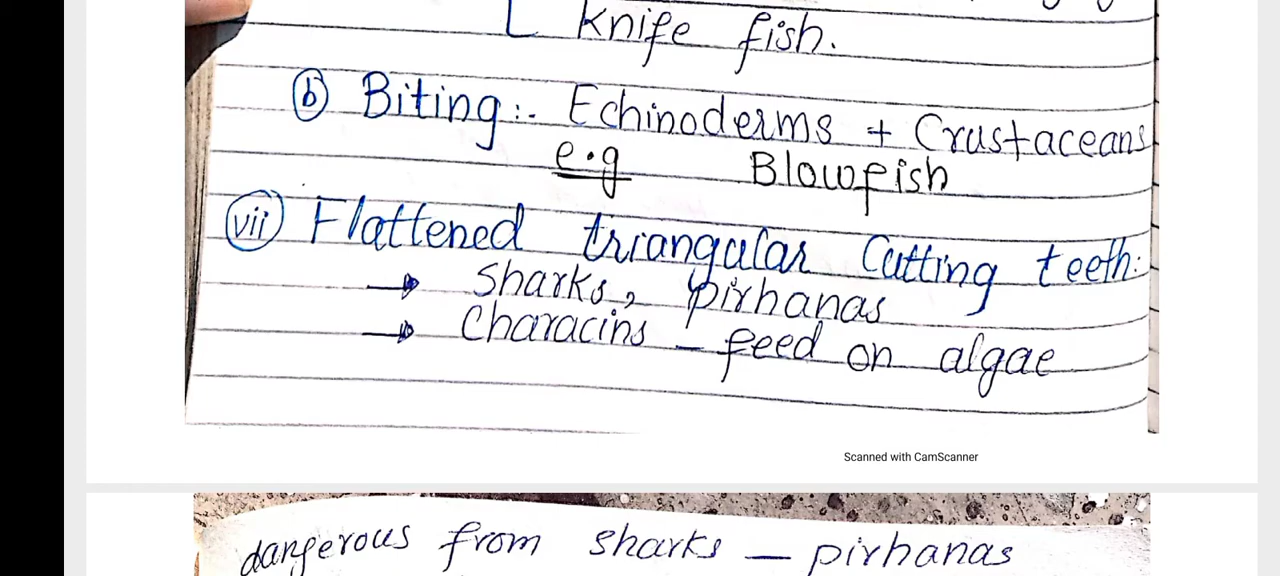 knife fish.
(b) Biting:- Echinoderms + Crustaceans
e.g Blowfish
(vii) Flattened triangular Cutting teeth:
→ Sharks, pirhanas
→ Characins - feed on algae
Scanned with CamScanner
dangerous from sharks — pirhanas